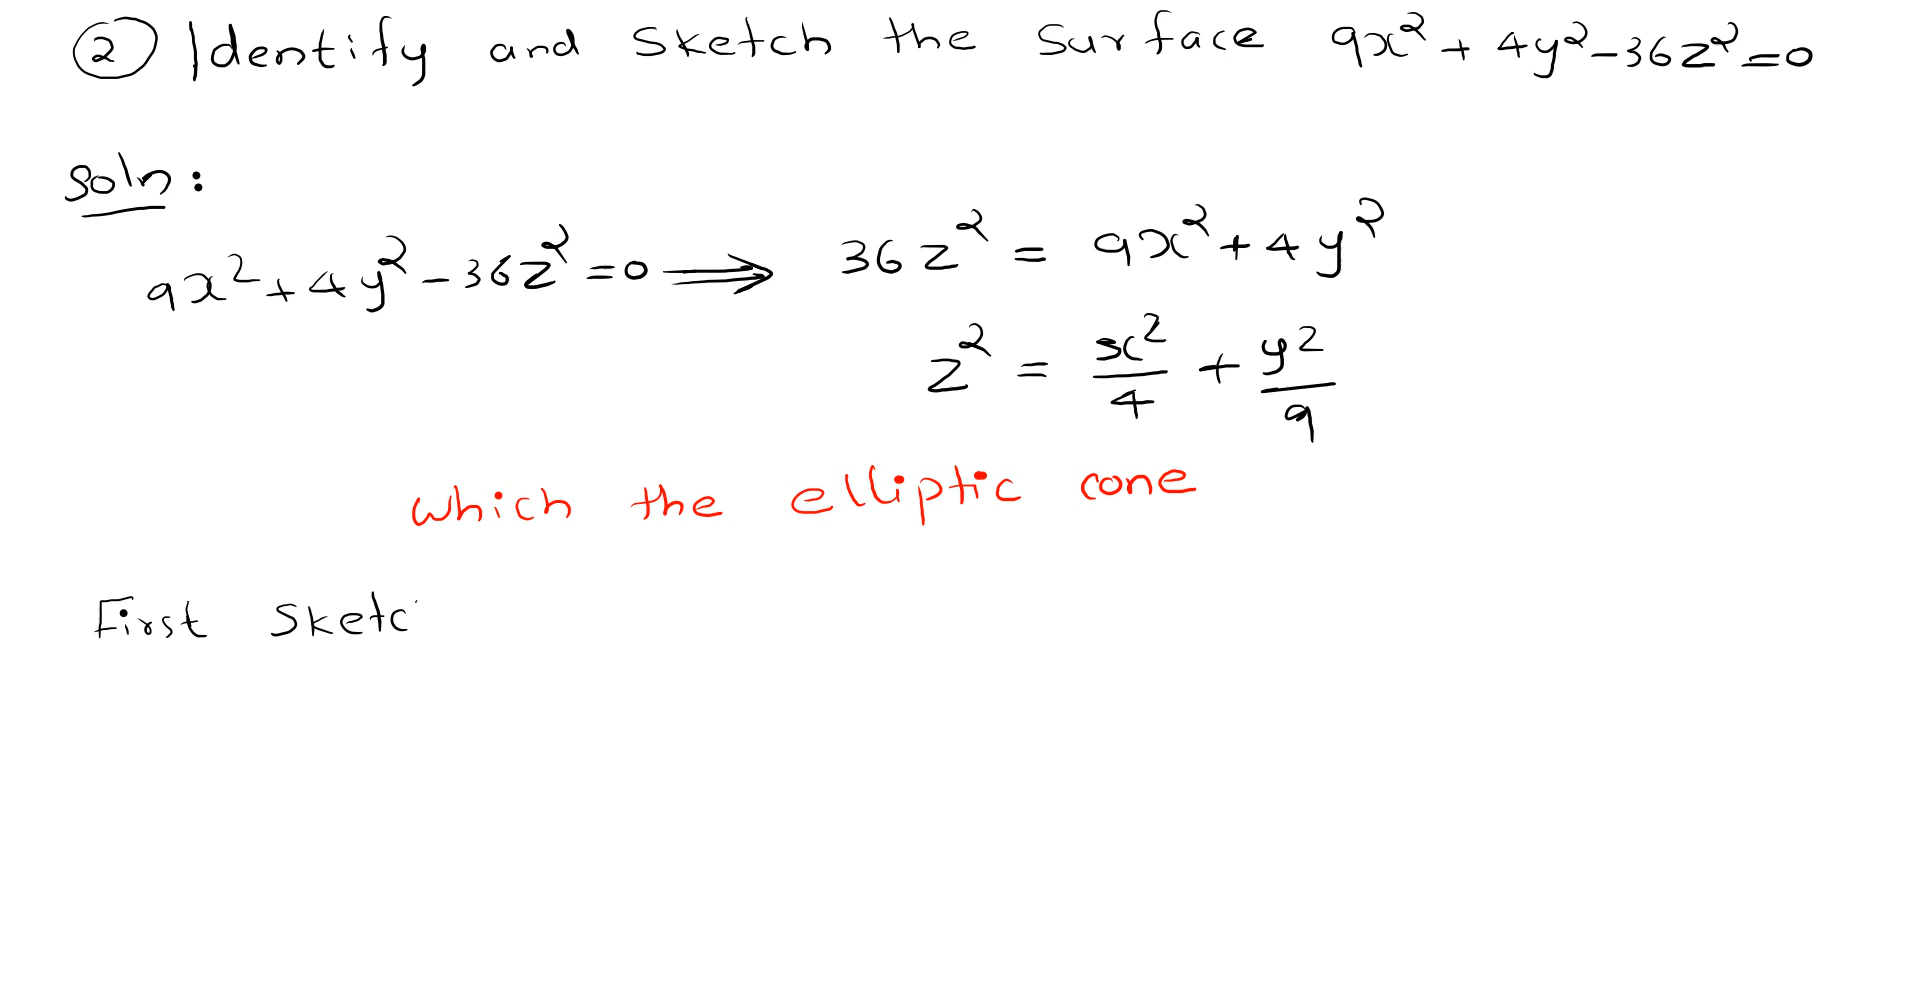 ② Identify and sketch the surface 9x² + 4y² - 36z² = 0
soln:
9x² + 4y² - 36z² = 0 ⟹ 36z² = 9x² + 4y²
z² = x²/4 + y²/9
which the elliptic cone
First sketc